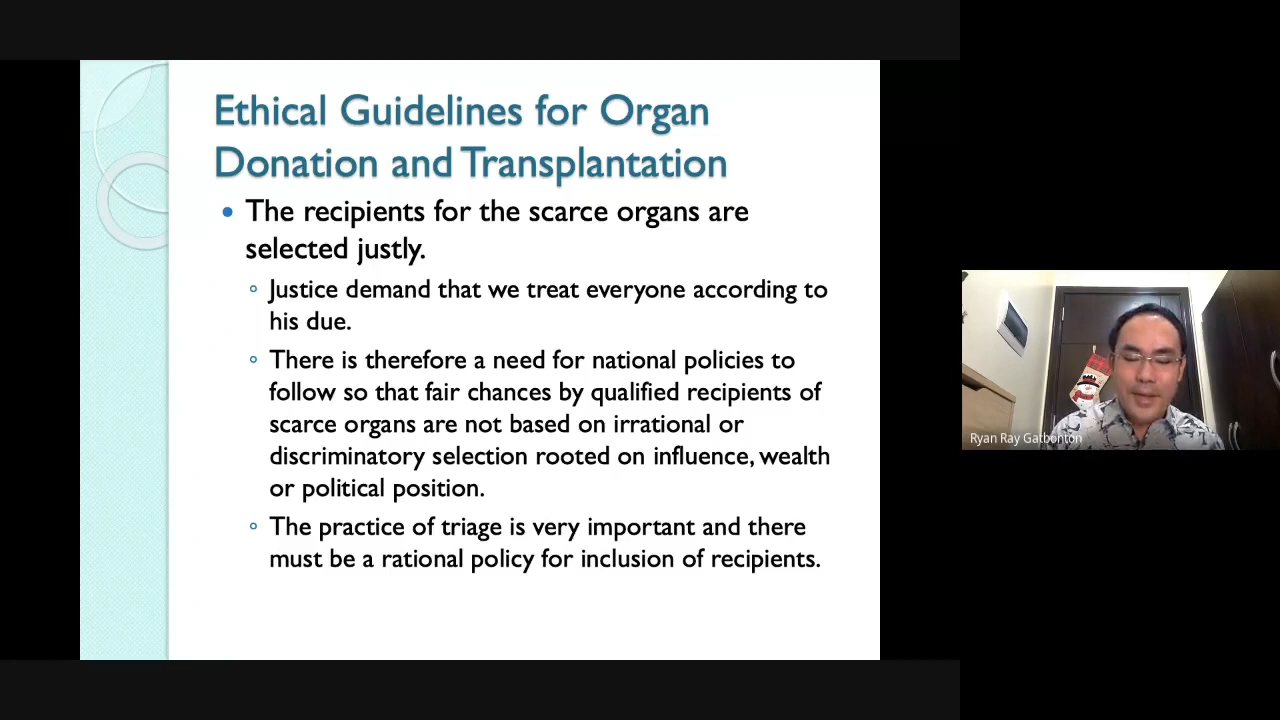 Ethical Guidelines for Organ
Donation and Transplantation
• The recipients for the scarce organs are
selected justly.
◦ Justice demand that we treat everyone according to
his due.
◦ There is therefore a need for national policies to
follow so that fair chances by qualified recipients of
scarce organs are not based on irrational or
discriminatory selection rooted on influence, wealth
or political position.
◦ The practice of triage is very important and there
must be a rational policy for inclusion of recipients.
Ryan Ray Gatbonton